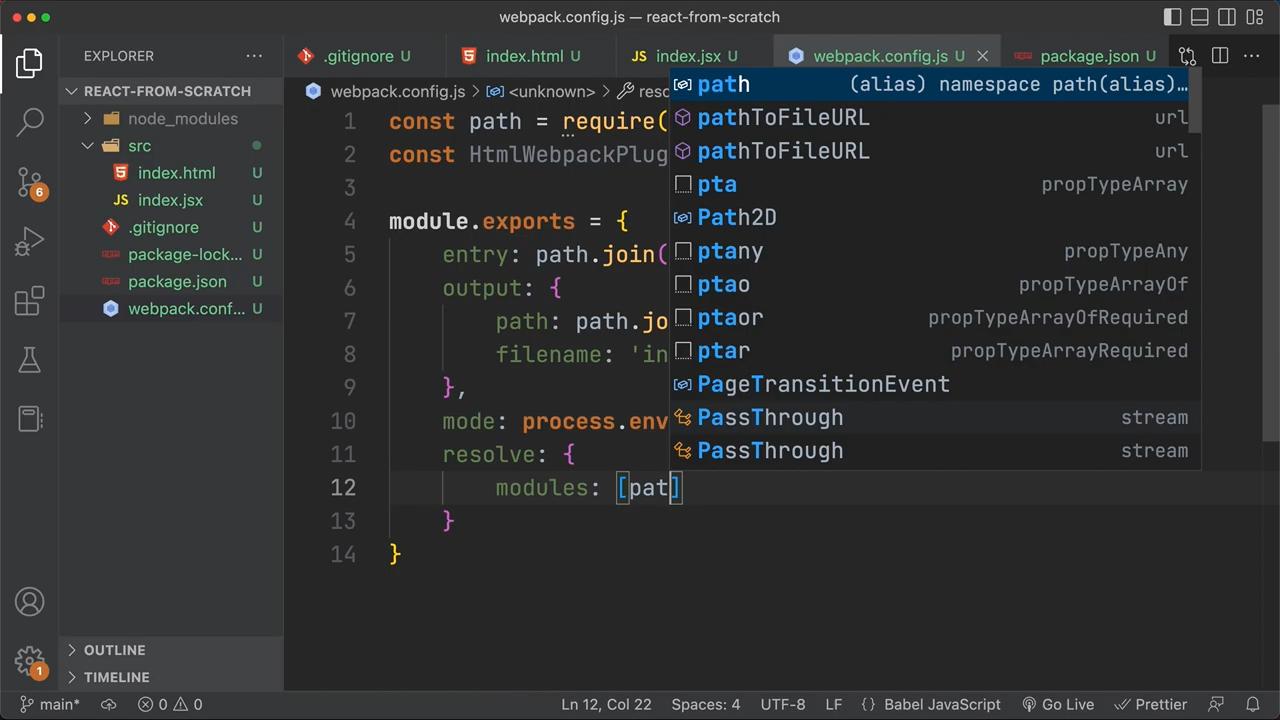 webpack.config.js — react-from-scratch
EXPLORER
.gitignore U
index.html U
index.jsx U
webpack.config.js U
package.json U
REACT-FROM-SCRATCH
node_modules
src
index.html U
index.jsx U
.gitignore U
package-lock... U
package.json U
webpack.conf... U
OUTLINE
TIMELINE
webpack.config.js > <unknown> > reso
1 const path = require(
2 const HtmlWebpackPlug
3
4 module.exports = {
5 entry: path.join(
6 output: {
7 path: path.jo
8 filename: 'in
9 },
10 mode: process.env
11 resolve: {
12 modules: [pat]
13 }
14 }
path (alias) namespace path(alias)...
pathToFileURL url
pathToFileURL url
pta propTypeArray
Path2D
ptany propTypeAny
ptao propTypeArrayOf
ptaor propTypeArrayOfRequired
ptar propTypeArrayRequired
PageTransitionEvent
PassThrough stream
PassThrough stream
6
1
main* 0 0 Ln 12, Col 22 Spaces: 4 UTF-8 LF {} Babel JavaScript Go Live Prettier